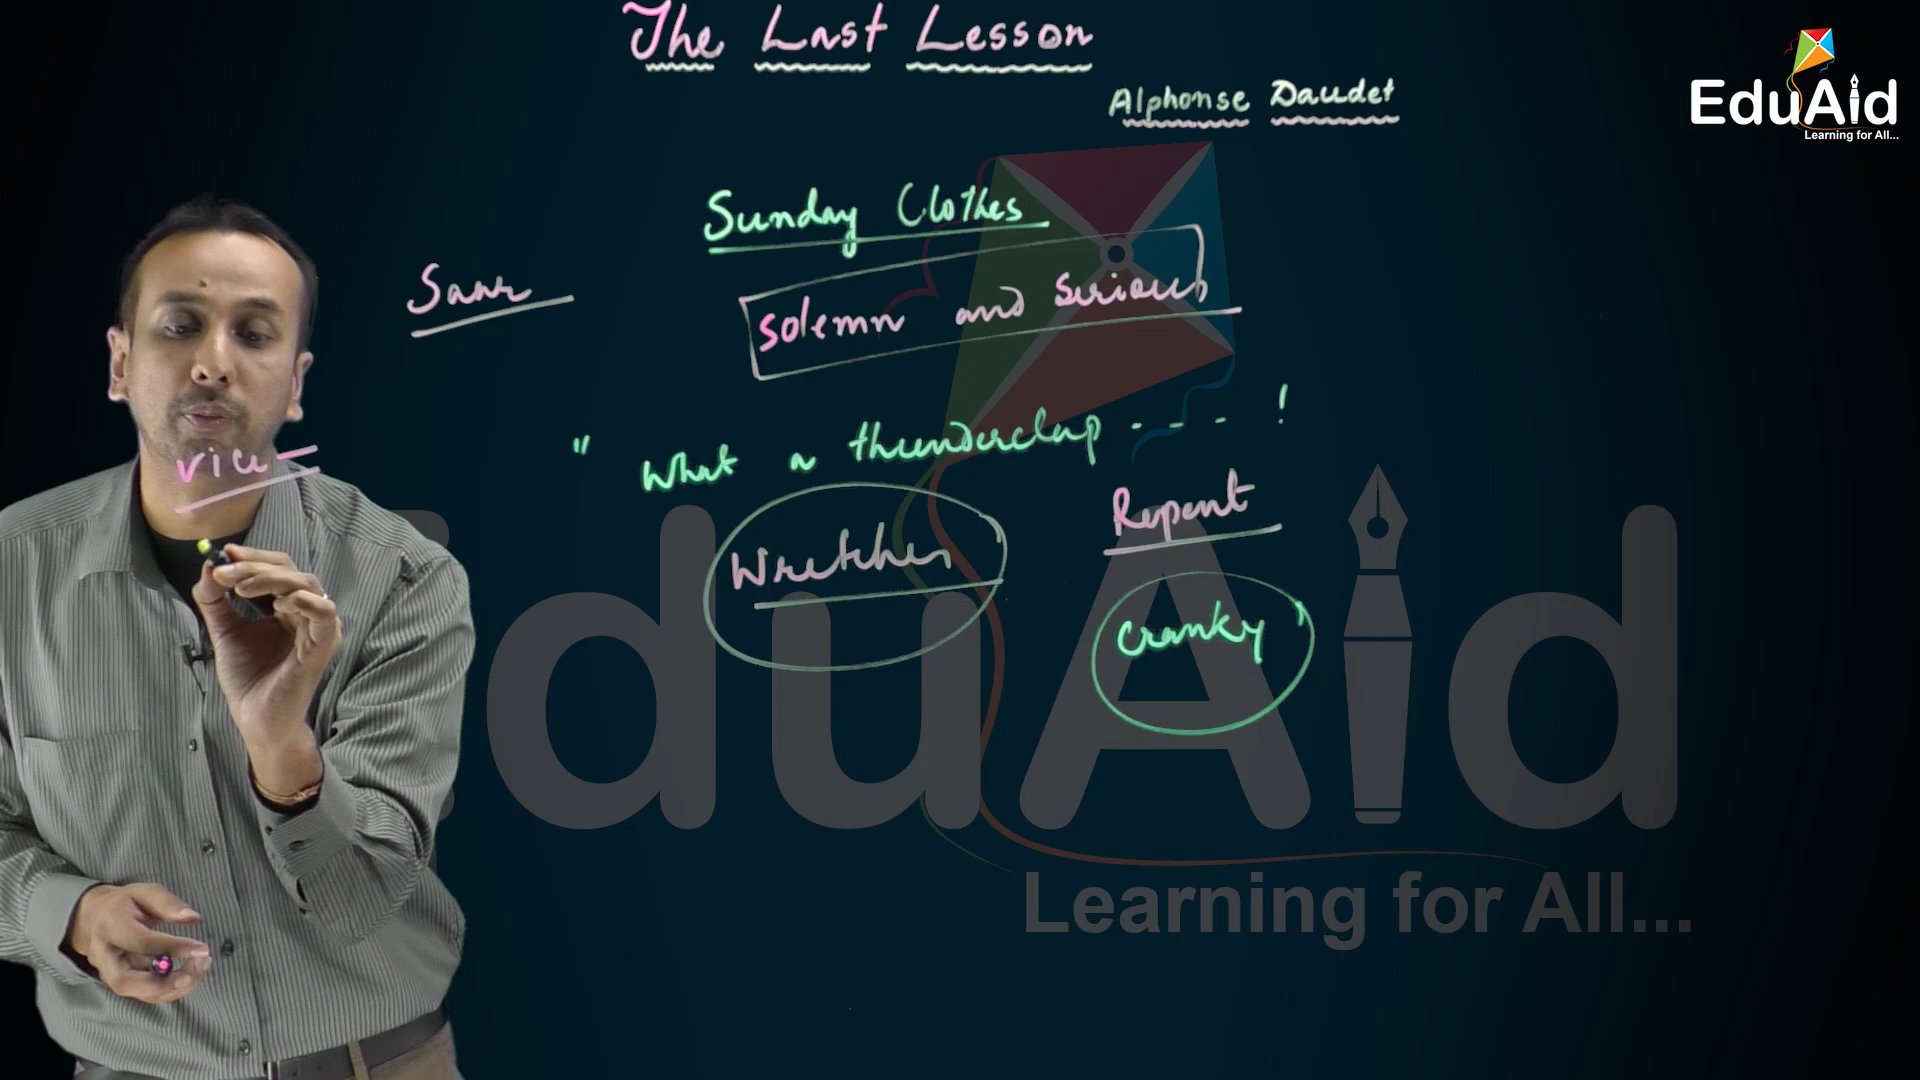 The Last Lesson
Alphonse Daudet
EduAid
Learning for All...
Sunday Clothes
Saar
solemn and serious
" What a thunderclap - - - - !
vice
Repent
Wretches
Cranky
EduAid
Learning for All...